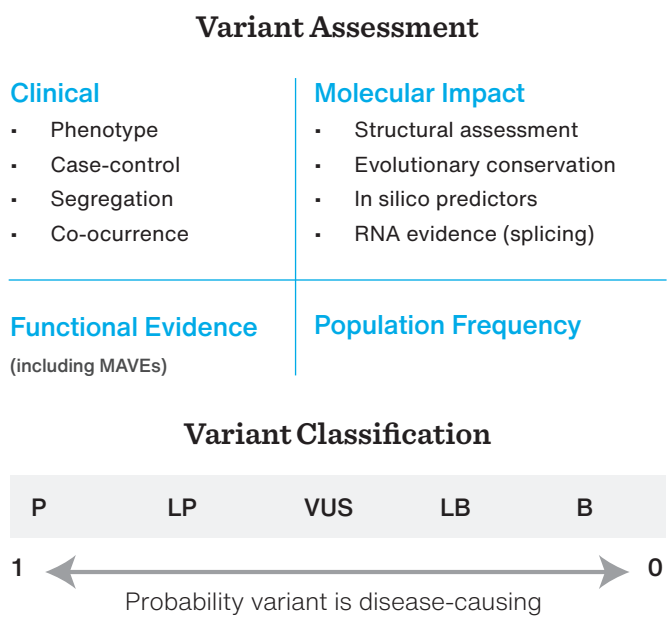 Variant Assessment
Clinical
▪ Phenotype
▪ Case-control
▪ Segregation
▪ Co-ocurrence
Molecular Impact
▪ Structural assessment
▪ Evolutionary conservation
▪ In silico predictors
▪ RNA evidence (splicing)
Functional Evidence
(including MAVEs)
Population Frequency
Variant Classification
P LP VUS LB B
1 0
Probability variant is disease-causing